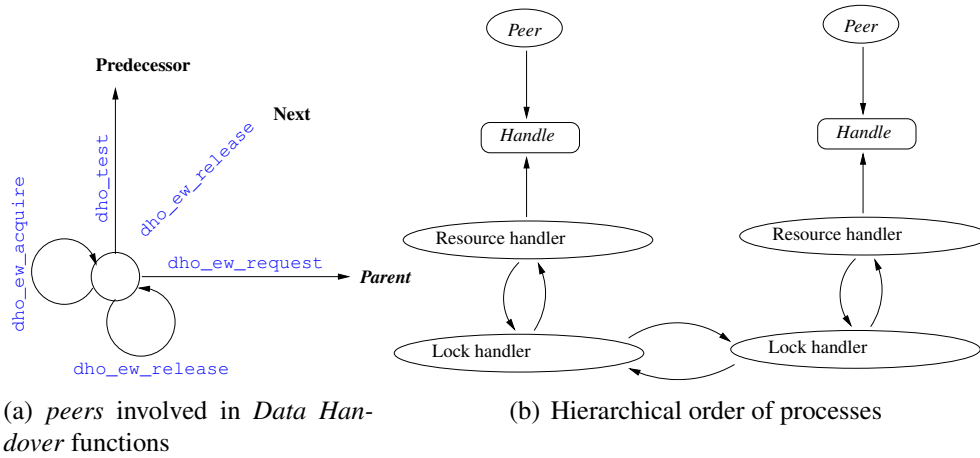 Predecessor
Next
dho_test
dho_ew_release
dho_ew_acquire
dho_ew_request
Parent
dho_ew_release
(a) peers involved in Data Han-
dover functions
Peer
Peer
Handle
Handle
Resource handler
Resource handler
Lock handler
Lock handler
(b) Hierarchical order of processes